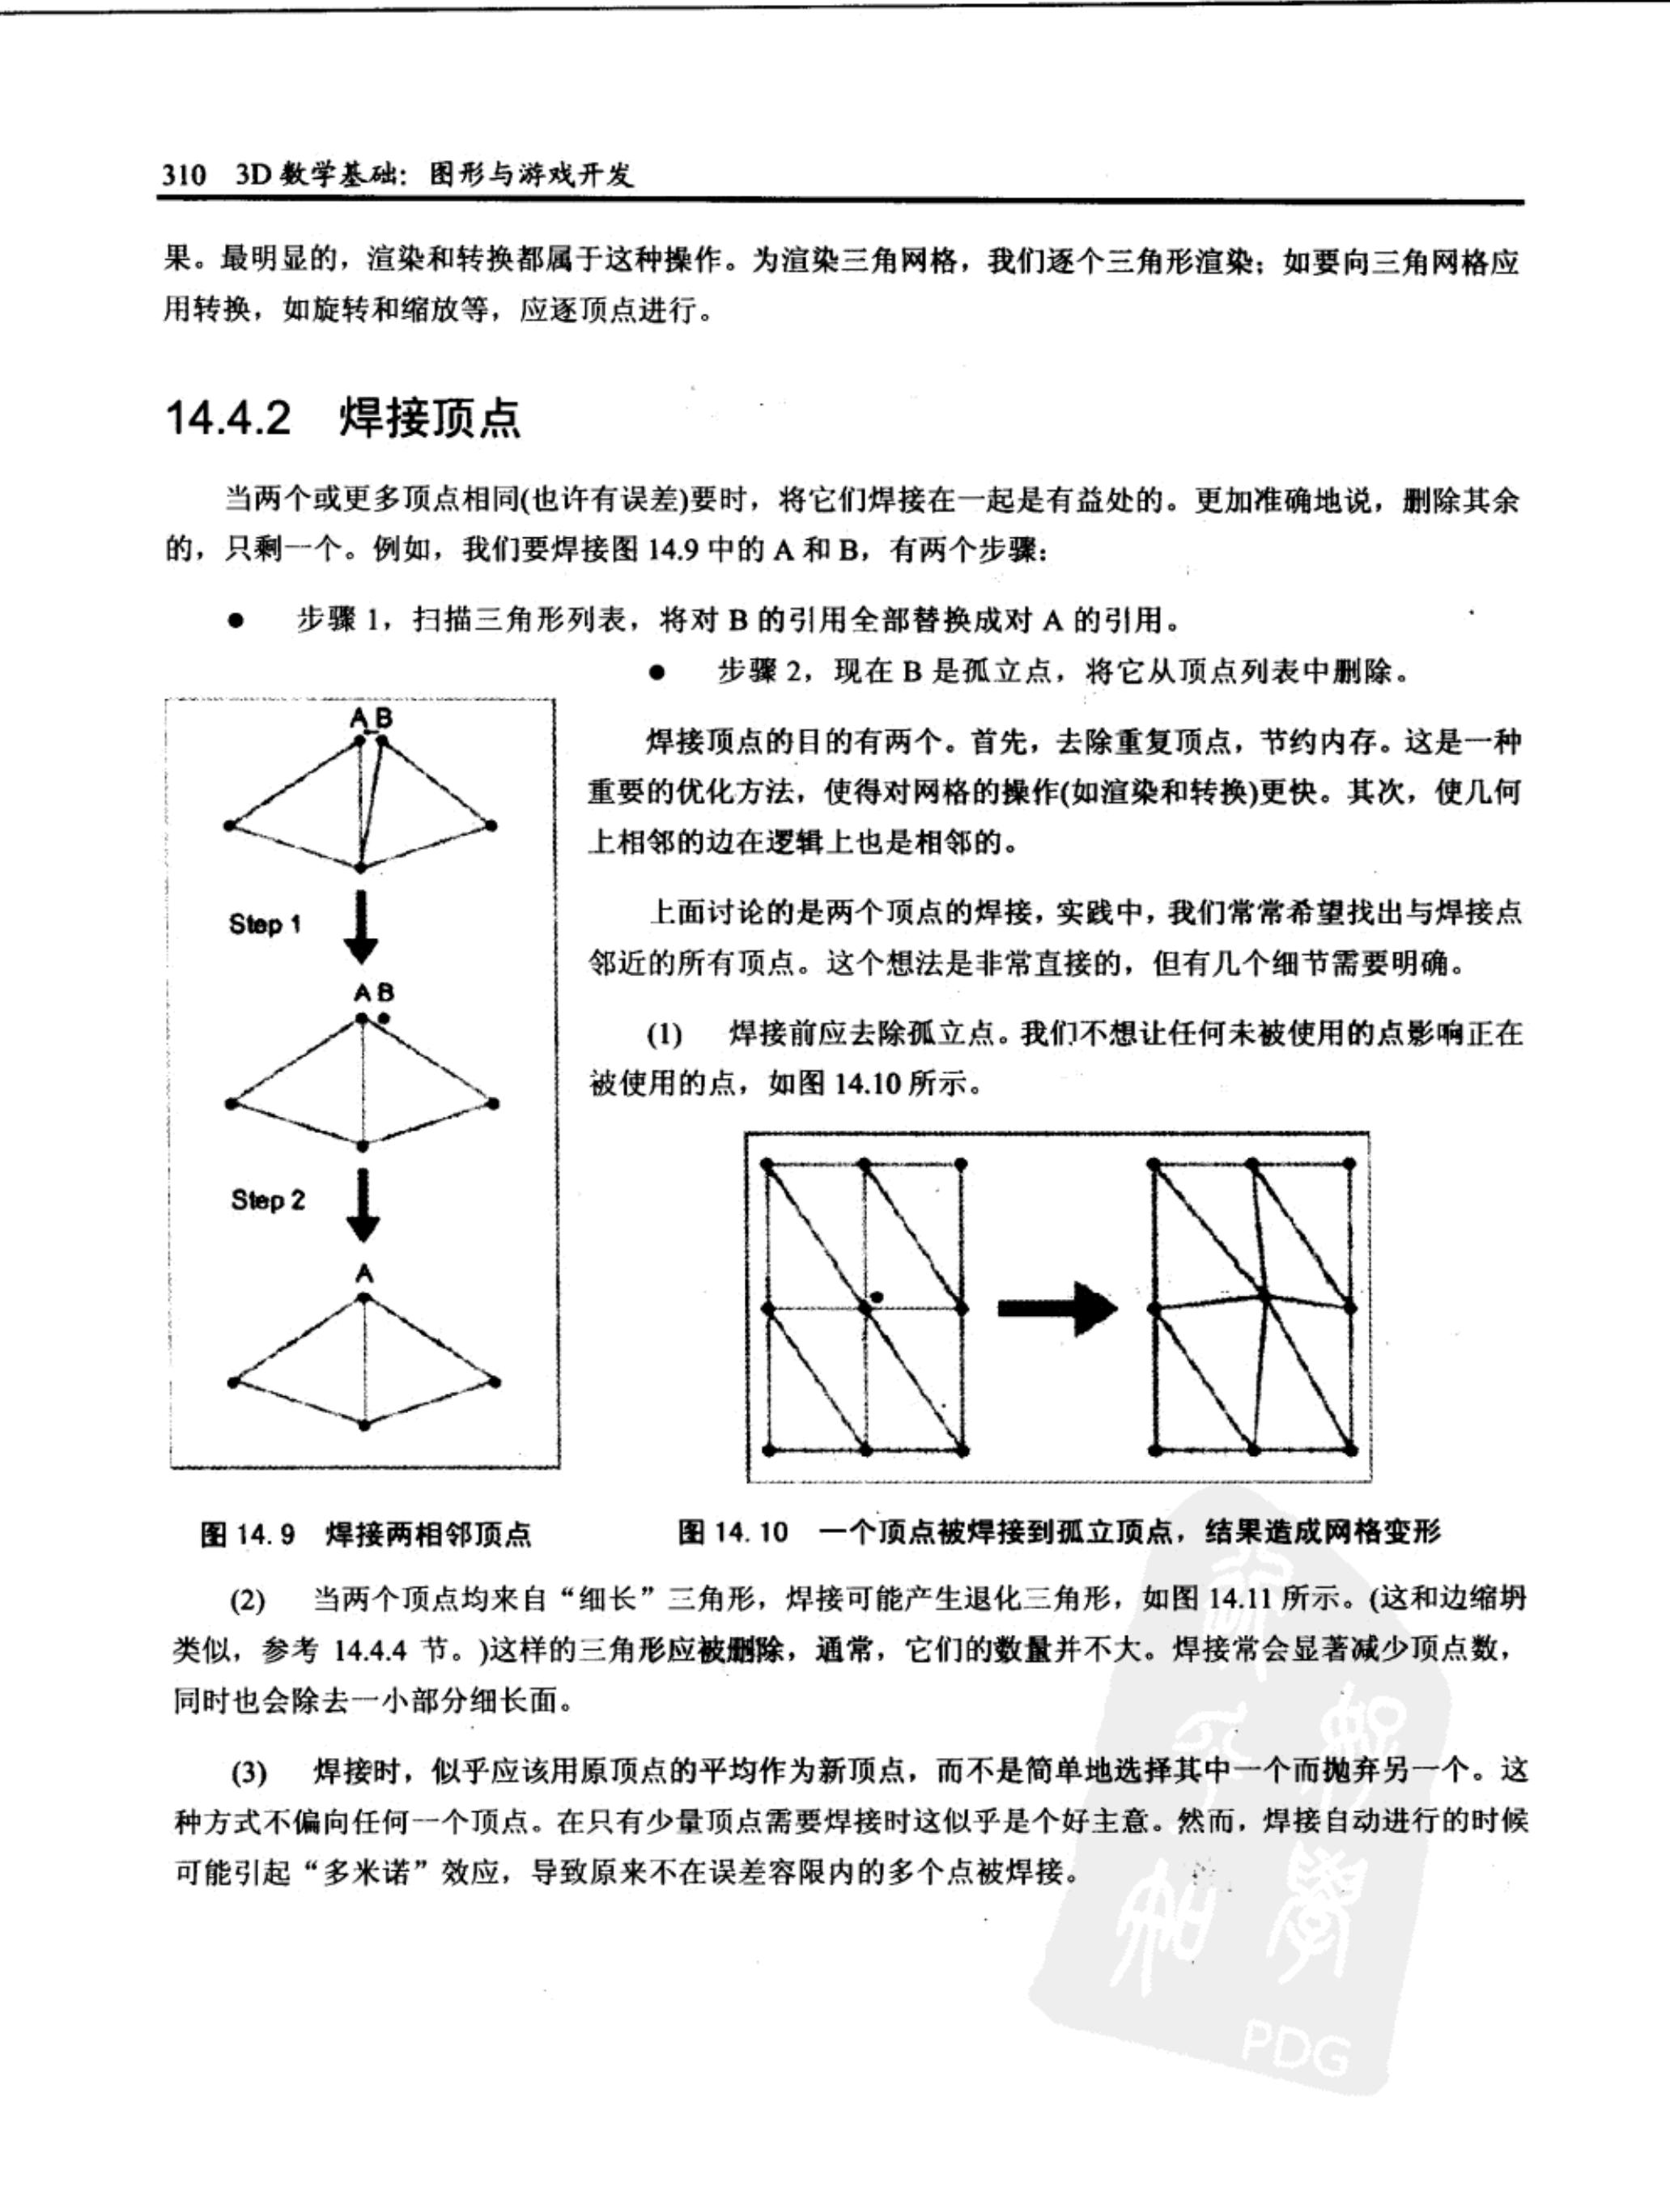 310 3D 数学基础：图形与游戏开发
果。最明显的，渲染和转换都属于这种操作。为渲染三角网格，我们逐个三角形渲染；如要向三角网格应
用转换，如旋转和缩放等，应逐顶点进行。
14.4.2 焊接顶点
当两个或更多顶点相同(也许有误差)要时，将它们焊接在一起是有益处的。更加准确地说，删除其余
的，只剩一个。例如，我们要焊接图 14.9 中的 A 和 B，有两个步骤：
● 步骤 1，扫描三角形列表，将对 B 的引用全部替换成对 A 的引用。
● 步骤 2，现在 B 是孤立点，将它从顶点列表中删除。
A B
Step 1
A B
Step 2
A
图 14.9 焊接两相邻顶点
焊接顶点的目的有两个。首先，去除重复顶点，节约内存。这是一种
重要的优化方法，使得对网格的操作(如渲染和转换)更快。其次，使几何
上相邻的边在逻辑上也是相邻的。
上面讨论的是两个顶点的焊接，实践中，我们常常希望找出与焊接点
邻近的所有顶点。这个想法是非常直接的，但有几个细节需要明确。
(1) 焊接前应去除孤立点。我们不想让任何未被使用的点影响正在
被使用的点，如图 14.10 所示。
图 14.10 一个顶点被焊接到孤立顶点，结果造成网格变形
(2) 当两个顶点均来自“细长”三角形，焊接可能产生退化三角形，如图 14.11 所示。(这和边缩坍
类似，参考 14.4.4 节。)这样的三角形应被删除，通常，它们的数量并不大。焊接常会显著减少顶点数，
同时也会除去一小部分细长面。
(3) 焊接时，似乎应该用原顶点的平均作为新顶点，而不是简单地选择其中一个而抛弃另一个。这
种方式不偏向任何一个顶点。在只有少量顶点需要焊接时这似乎是个好主意。然而，焊接自动进行的时候
可能引起“多米诺”效应，导致原来不在误差容限内的多个点被焊接。
PDG